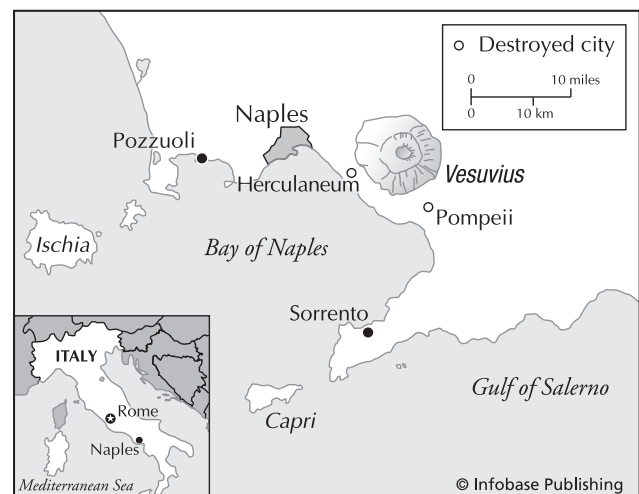 Destroyed city
0 10 miles
0 10 km
Naples
Pozzuoli
Vesuvius
Herculaneum
Pompeii
Ischia
Bay of Naples
Sorrento
ITALY
Rome
Gulf of Salerno
Capri
Naples
Mediterranean Sea
© Infobase Publishing